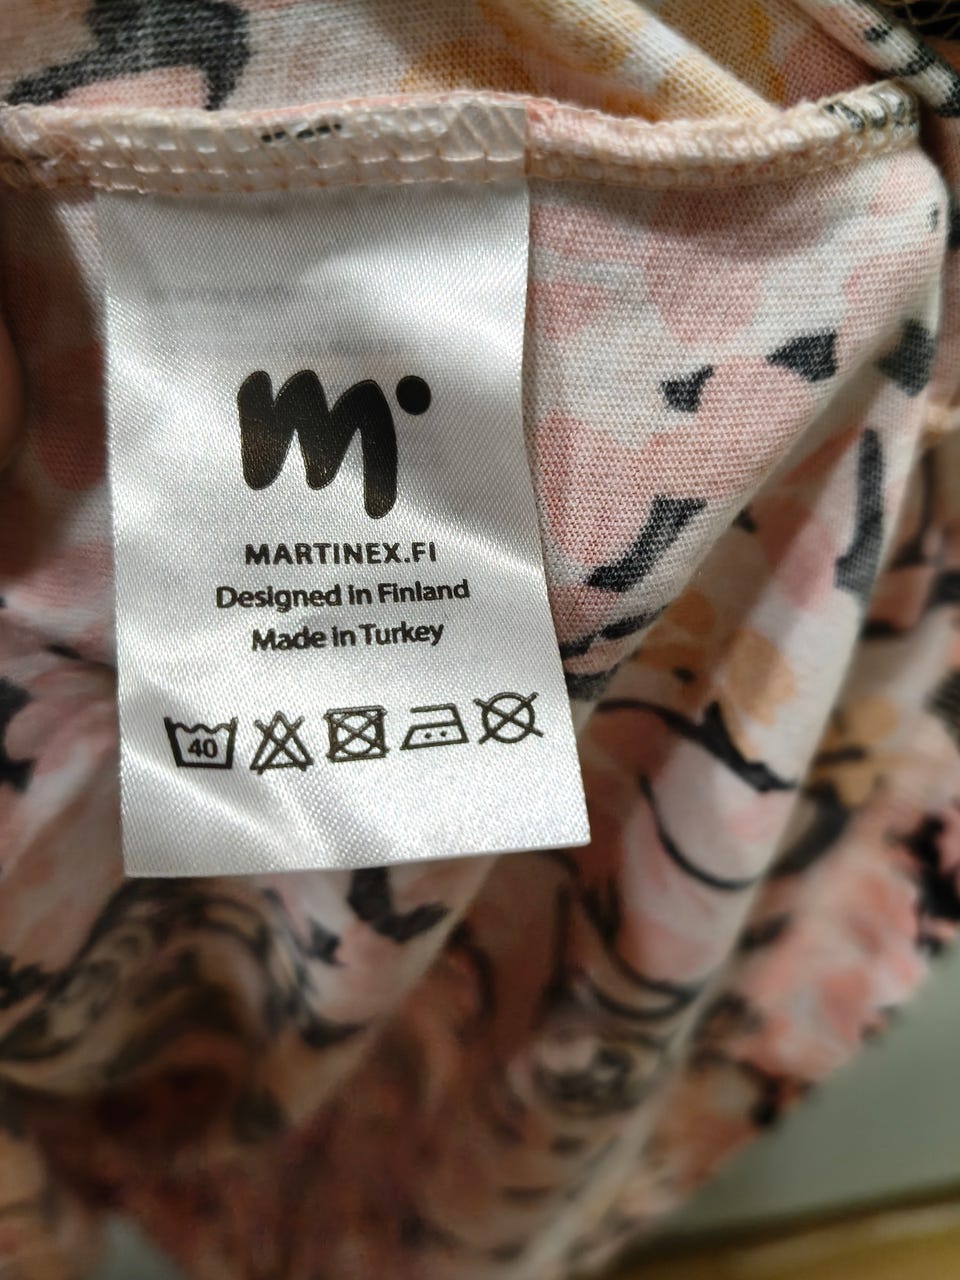 m
MARTINEX.FI
Designed in Finland
Made in Turkey
40